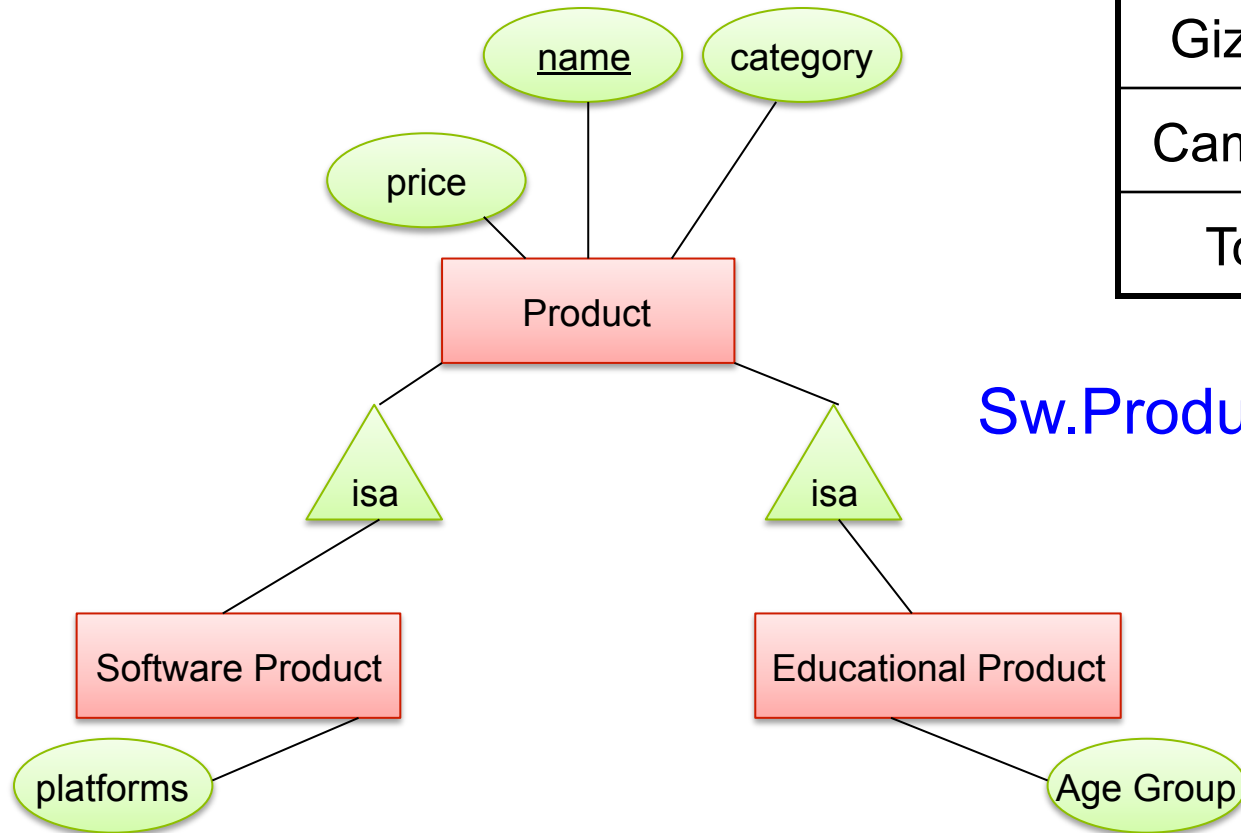 name
category
price
Product
isa
isa
Software Product
Educational Product
platforms
Age Group